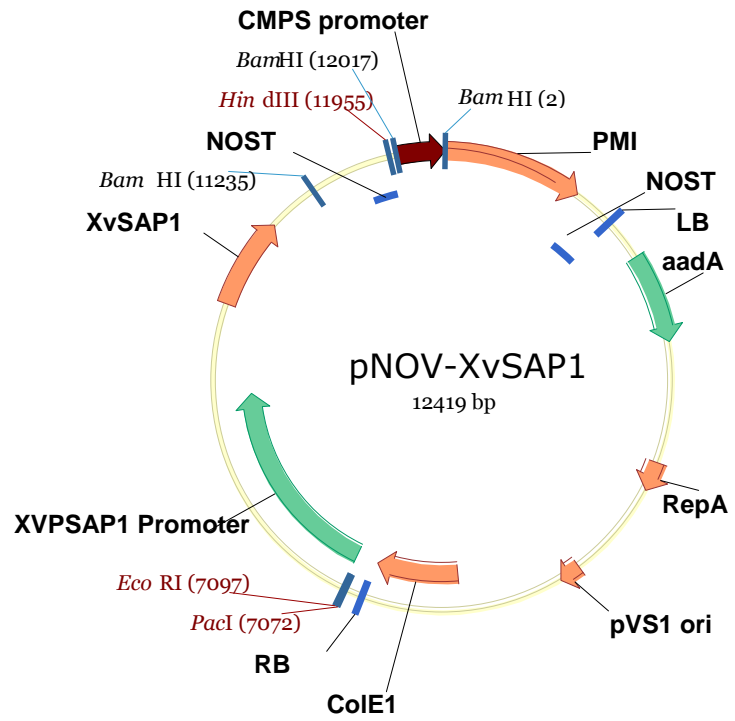 CMPS promoter
BamHI (12017)
Hin dIII (11955)
Bam HI (2)
NOST
PMI
NOST
Bam HI (11235)
LB
XvSAP1
aadA
pNOV-XvSAP1
12419 bp
RepA
XVPSAP1 Promoter
Eco RI (7097)
PacI (7072)
pVS1 ori
RB
ColE1